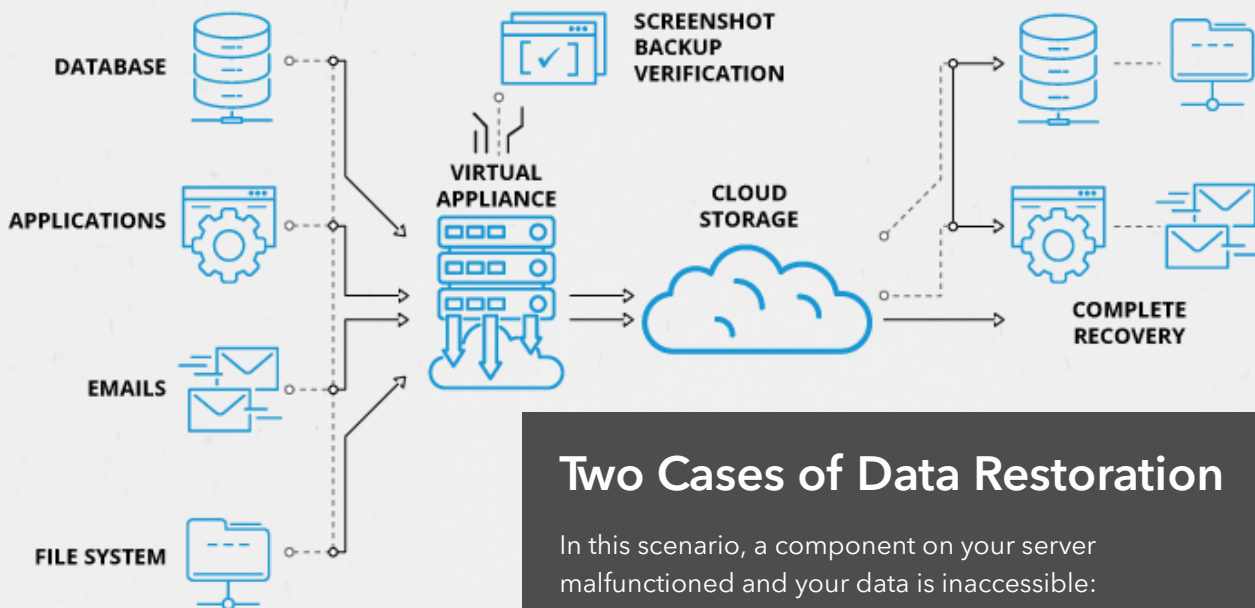 DATABASE
APPLICATIONS
EMAILS
FILE SYSTEM
SCREENSHOT
BACKUP
VERIFICATION
VIRTUAL
APPLIANCE
CLOUD
STORAGE
COMPLETE
RECOVERY
Two Cases of Data Restoration
In this scenario, a component on your server
malfunctioned and your data is inaccessible: